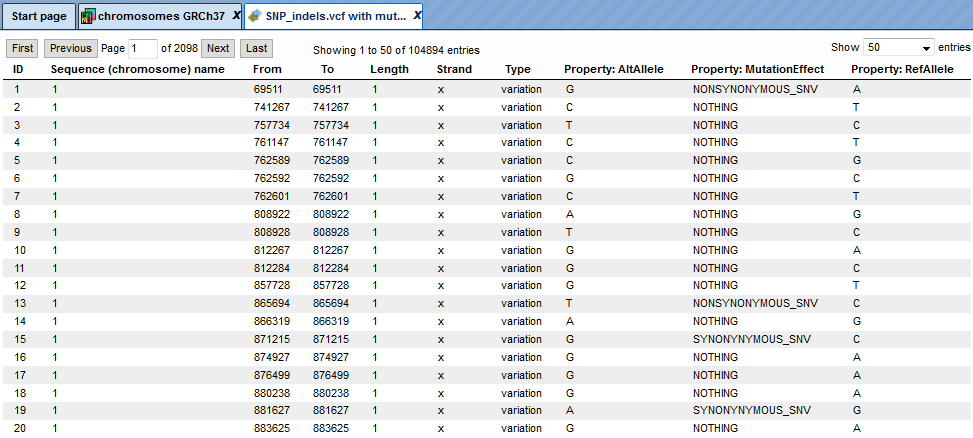 Start page chromosomes GRCh37 X SNP_indels.vcf with mut... X
First Previous Page 1 of 2098 Next Last Showing 1 to 50 of 104894 entries Show 50 entries
ID Sequence (chromosome) name From To Length Strand Type Property: AltAllele Property: MutationEffect Property: RefAllele
1 1 69511 69511 1 x variation G NONSYNONYMOUS_SNV A
2 1 741267 741267 1 x variation C NOTHING T
3 1 757734 757734 1 x variation T NOTHING C
4 1 761147 761147 1 x variation C NOTHING T
5 1 762589 762589 1 x variation C NOTHING G
6 1 762592 762592 1 x variation G NOTHING C
7 1 762601 762601 1 x variation C NOTHING T
8 1 808922 808922 1 x variation A NOTHING G
9 1 808928 808928 1 x variation T NOTHING C
10 1 812267 812267 1 x variation G NOTHING A
11 1 812284 812284 1 x variation G NOTHING C
12 1 857728 857728 1 x variation G NOTHING T
13 1 865694 865694 1 x variation T NONSYNONYMOUS_SNV C
14 1 866319 866319 1 x variation A NOTHING G
15 1 871215 871215 1 x variation G SYNONYNYMOUS_SNV C
16 1 874927 874927 1 x variation G NOTHING A
17 1 876499 876499 1 x variation G NOTHING A
18 1 880238 880238 1 x variation G NOTHING A
19 1 881627 881627 1 x variation A SYNONYNYMOUS_SNV G
20 1 883625 883625 1 x variation G NOTHING A